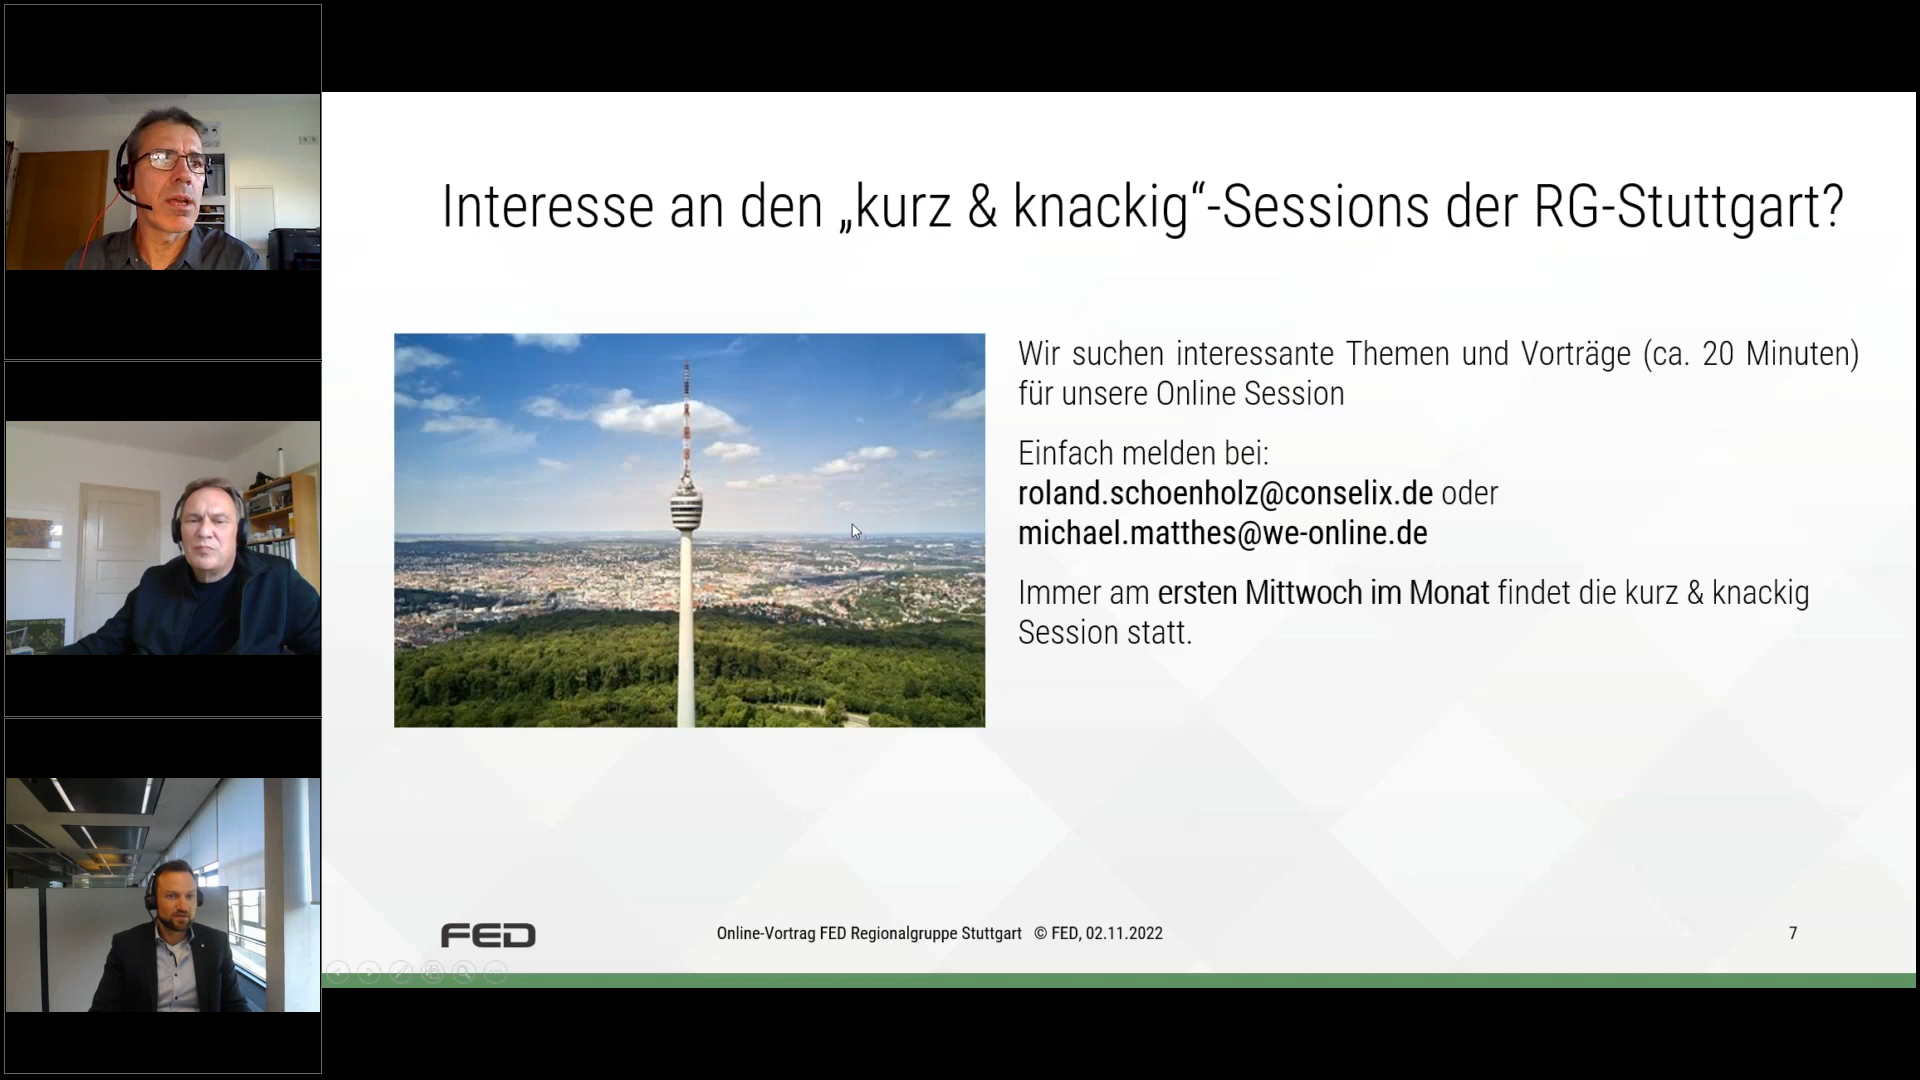 Interesse an den „kurz & knackig“-Sessions der RG-Stuttgart?
Wir suchen interessante Themen und Vorträge (ca. 20 Minuten)
für unsere Online Session
Einfach melden bei:
roland.schoenholz@conselix.de oder
michael.matthes@we-online.de
Immer am ersten Mittwoch im Monat findet die kurz & knackig
Session statt.
FED
Online-Vortrag FED Regionalgruppe Stuttgart © FED, 02.11.2022
7